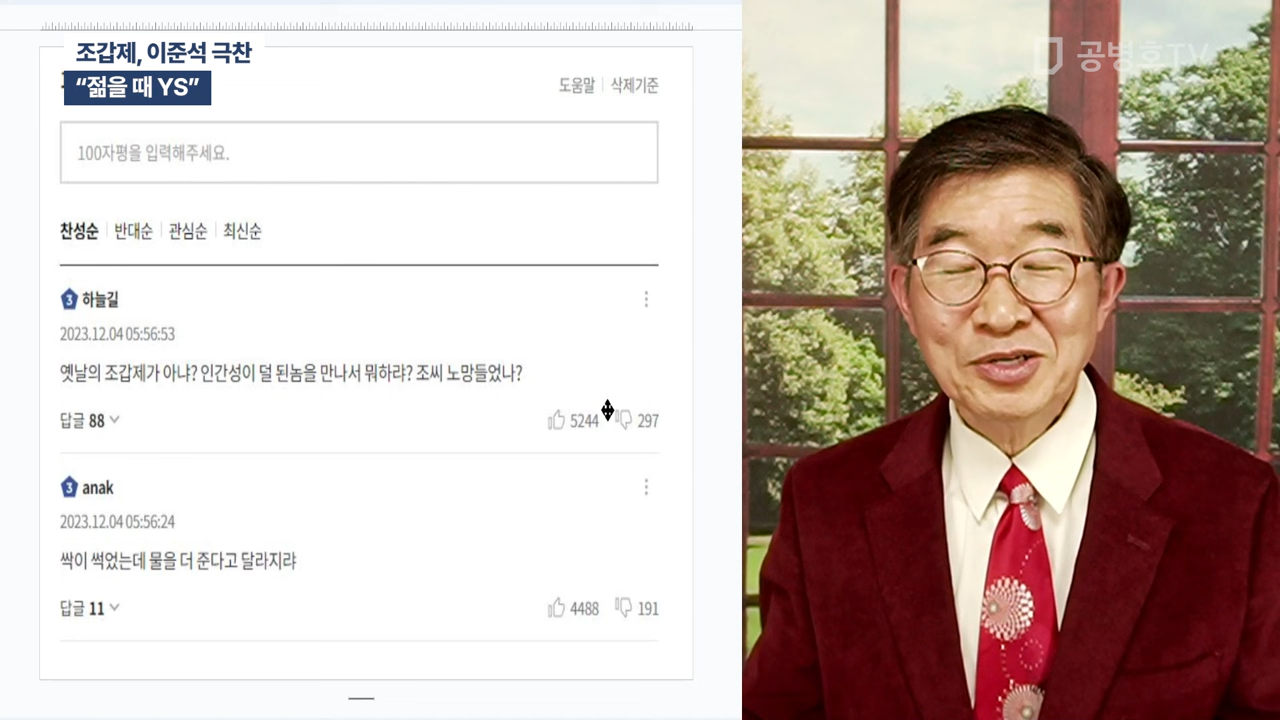 조갑제, 이준석 극찬
“젊을 때 YS”
공병호TV
도움말 | 삭제기준
100자평을 입력해주세요.
찬성순 | 반대순 | 관심순 | 최신순
3 하늘길
2023.12.04 05:56:53
옛날의 조갑제가 아냐? 인간성이 덜 된놈을 만나서 뭐하랴? 조씨 노망들었나?
답글 88
5244 297
3 anak
2023.12.04 05:56:24
싹이 썩었는데 물을 더 준다고 달라지랴
답글 11
4488 191